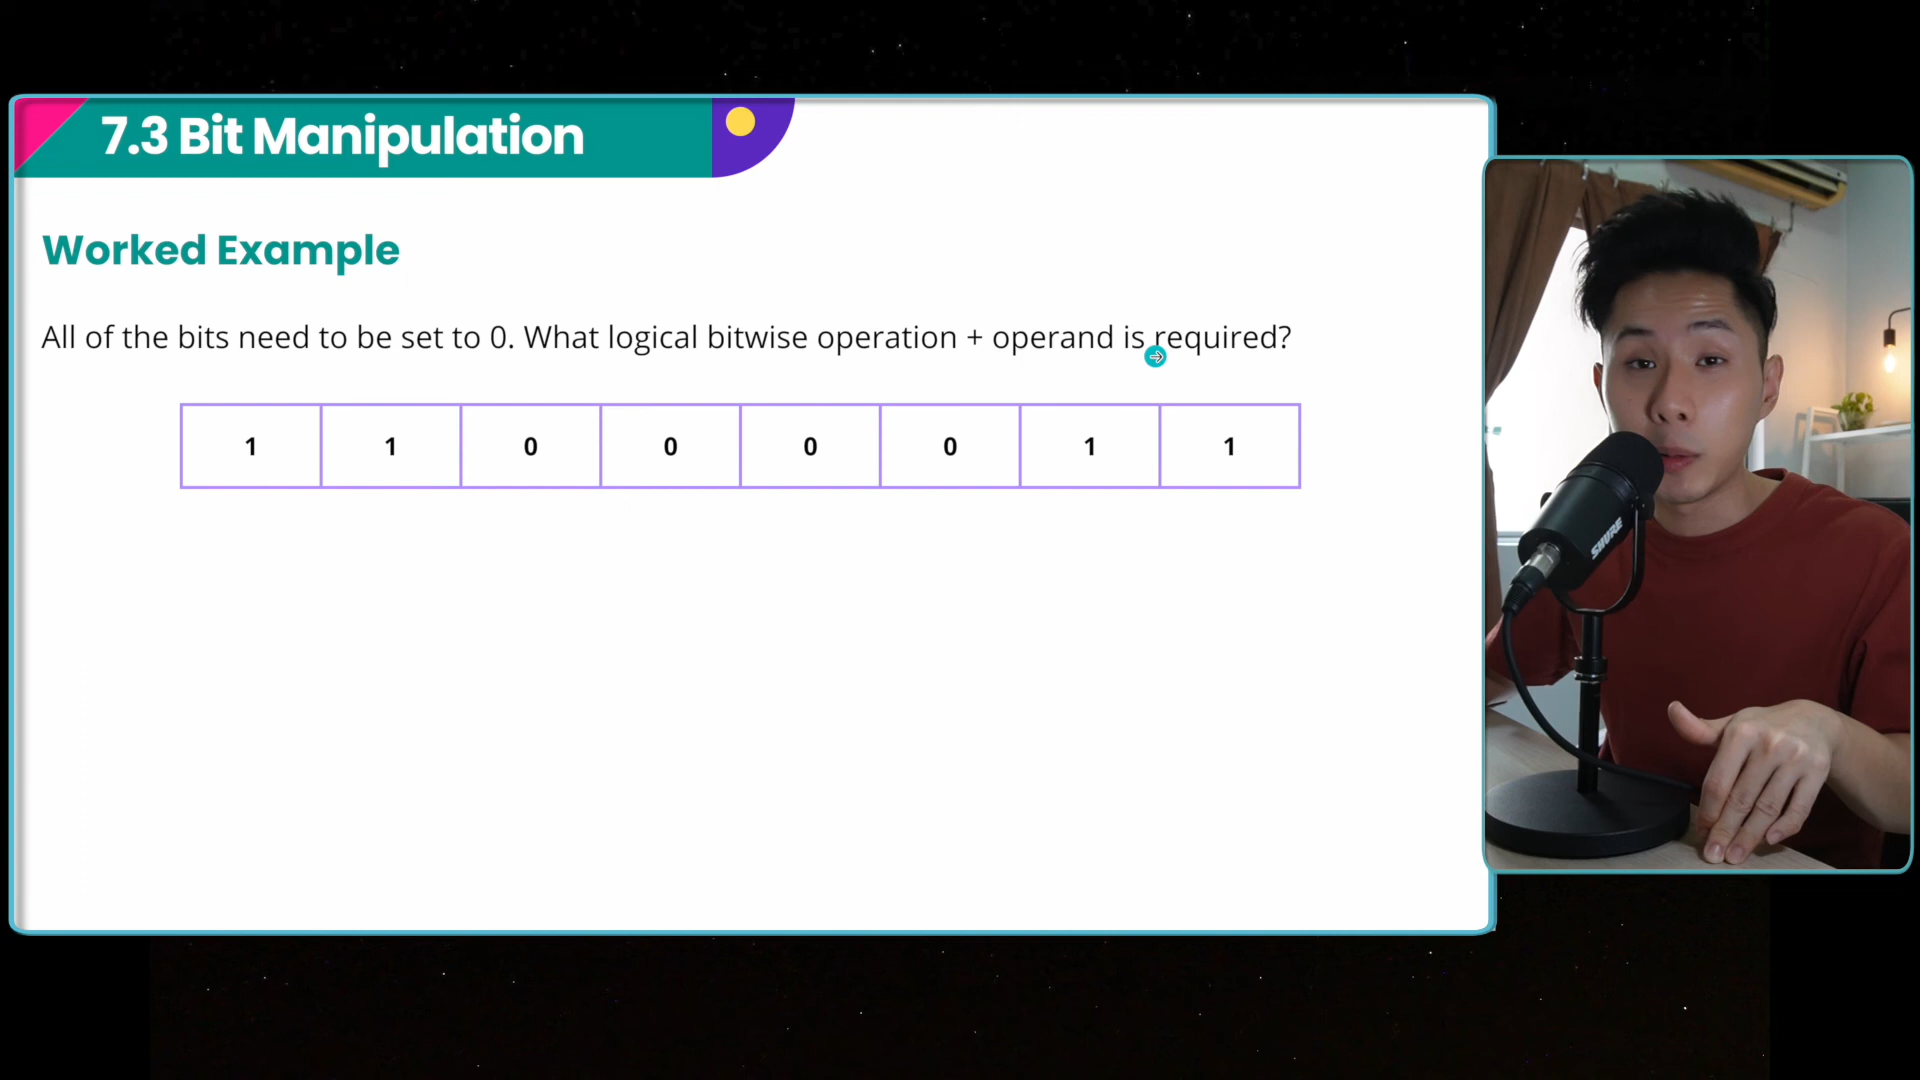 7.3 Bit Manipulation
Worked Example
All of the bits need to be set to 0. What logical bitwise operation + operand is required?
1 1 0 0 0 0 1 1
SHURE